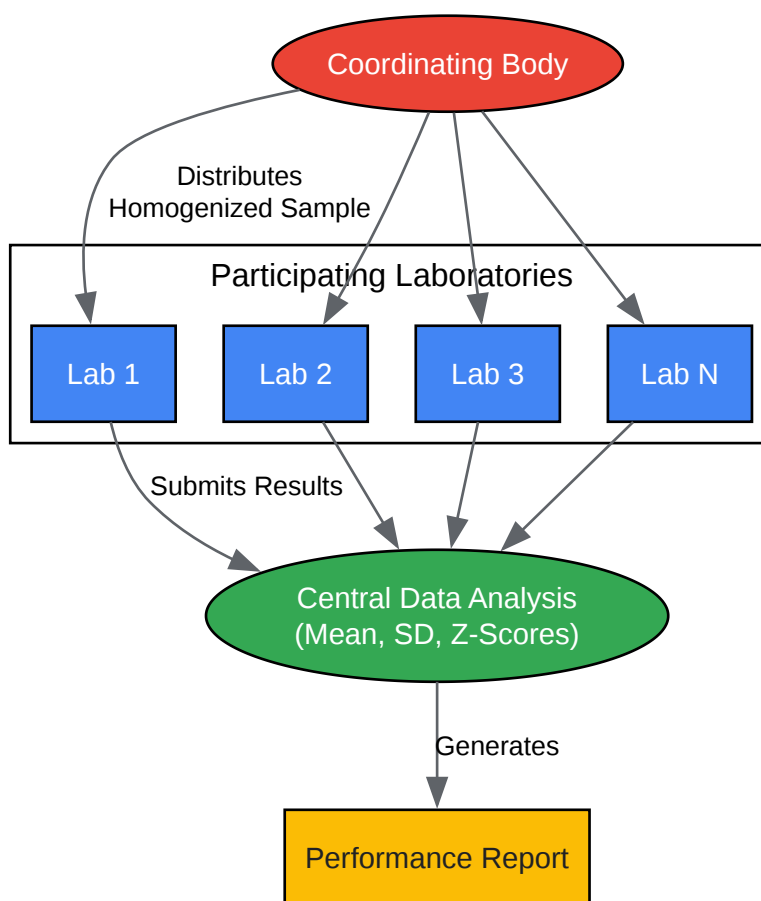 Coordinating Body
Distributes
Homogenized Sample
Participating Laboratories
Lab 1
Lab 2
Lab 3
Lab N
Submits Results
Central Data Analysis
(Mean, SD, Z-Scores)
Generates
Performance Report